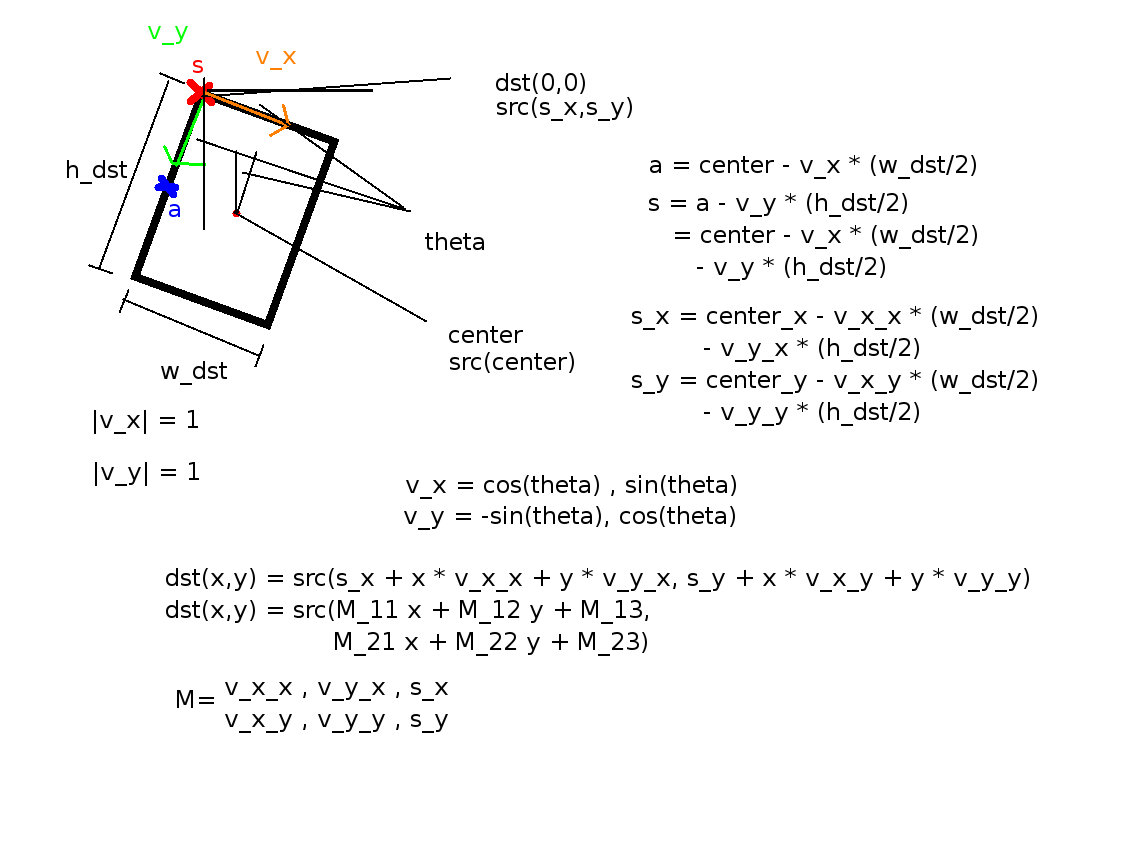 v_y
v_x
s
dst(0,0)
src(s_x,s_y)
h_dst
a
theta
center
src(center)
w_dst
a = center - v_x * (w_dst/2)
s = a - v_y * (h_dst/2)
= center - v_x * (w_dst/2)
- v_y * (h_dst/2)
s_x = center_x - v_x_x * (w_dst/2)
- v_y_x * (h_dst/2)
s_y = center_y - v_x_y * (w_dst/2)
- v_y_y * (h_dst/2)
|v_x| = 1
|v_y| = 1
v_x = cos(theta) , sin(theta)
v_y = -sin(theta), cos(theta)
dst(x,y) = src(s_x + x * v_x_x + y * v_y_x, s_y + x * v_x_y + y * v_y_y)
dst(x,y) = src(M_11 x + M_12 y + M_13,
M_21 x + M_22 y + M_23)
M=
v_x_x , v_y_x , s_x
v_x_y , v_y_y , s_y